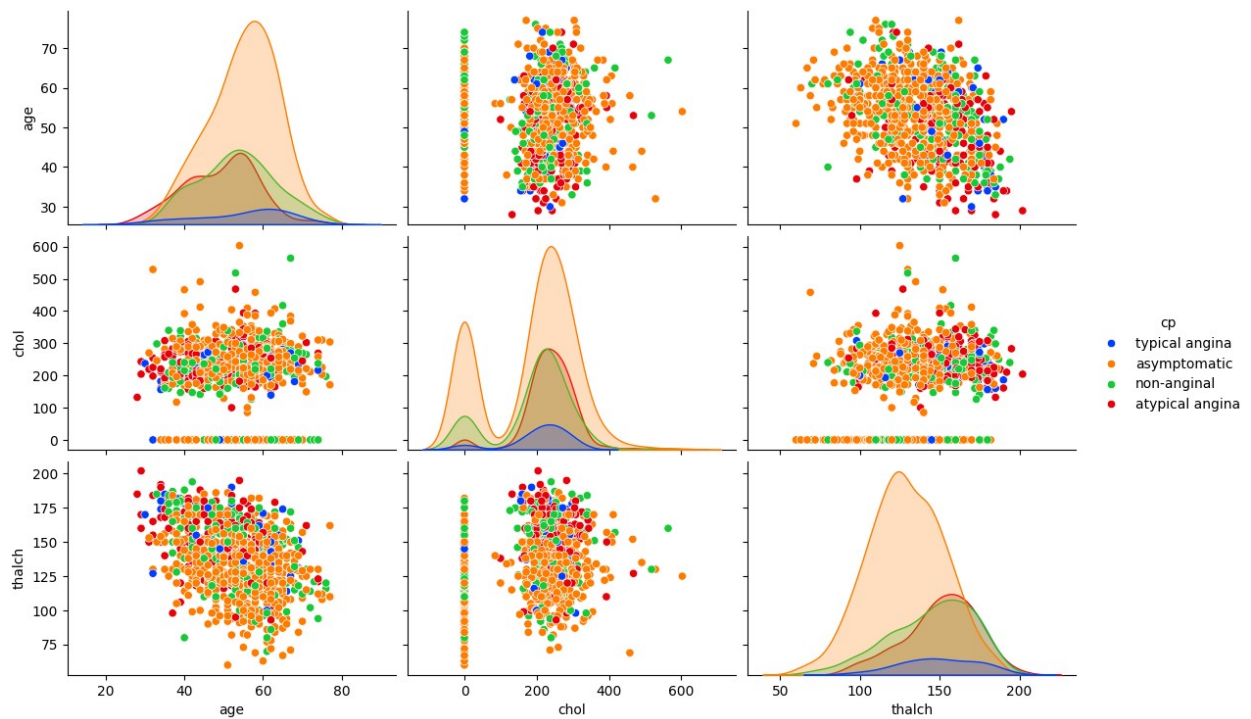 age
70
60
50
40
30
chol
600
500
400
300
200
100
0
thalch
200
175
150
125
100
75
20 40 60 80
age
0 200 400 600
chol
50 100 150 200
thalch
cp
typical angina
asymptomatic
non-anginal
atypical angina